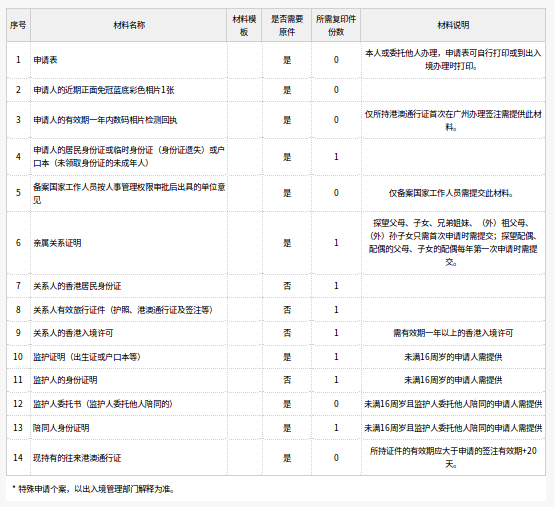 序号 材料名称 材料模板 是否需要原件 所需复印件份数 材料说明
1 申请表 是 0 本人或委托他人办理，申请表可自行打印或到出入境办理时打印。
2 申请人的近期正面免冠蓝底彩色相片1张 是 0
3 申请人的有效期一年内数码相片检测回执 是 0 仅所持港澳通行证首次在广州办理签注需提供此材料。
4 申请人的居民身份证或临时身份证（身份证遗失）或户口本（未领取身份证的未成年人） 是 1
5 备案国家工作人员按人事管理权限审批后出具的单位意见 是 0 仅备案国家工作人员需提交此材料。
6 亲属关系证明 是 1 探望父母、子女、兄弟姐妹、（外）祖父母、（外）孙子女只需首次申请时需提交；探望配偶、配偶的父母、子女的配偶每年第一次申请时需提交。
7 关系人的香港居民身份证 否 1
8 关系人有效旅行证件（护照、港澳通行证及签注等） 否 1
9 关系人的香港入境许可 否 1 需有效期一年以上的香港入境许可
10 监护证明（出生证或户口本等） 是 1 未满16周岁的申请人需提供
11 监护人的身份证明 否 1 未满16周岁的申请人需提供
12 监护人委托书（监护人委托他人陪同的） 是 0 未满16周岁且监护人委托他人陪同的申请人需提供
13 陪同人身份证明 是 1 未满16周岁且监护人委托他人陪同的申请人需提供
14 现持有的往来港澳通行证 是 0 所持证件的有效期应大于申请的签注有效期+20天。
* 特殊申请个案，以出入境管理部门解释为准。